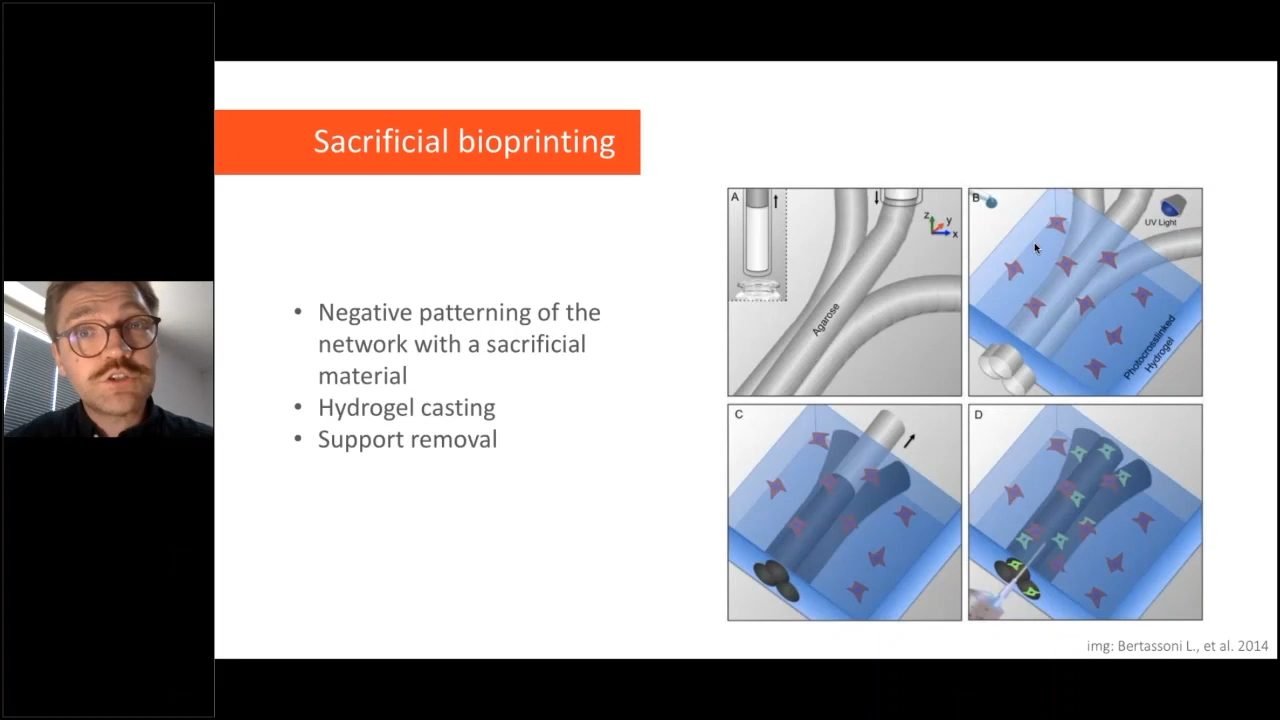 Sacrificial bioprinting
• Negative patterning of the
network with a sacrificial
material
• Hydrogel casting
• Support removal
A
z
y
x
Agarose
B
UV Light
Photocrosslinked
Hydrogel
C
D
img: Bertassoni L., et al. 2014